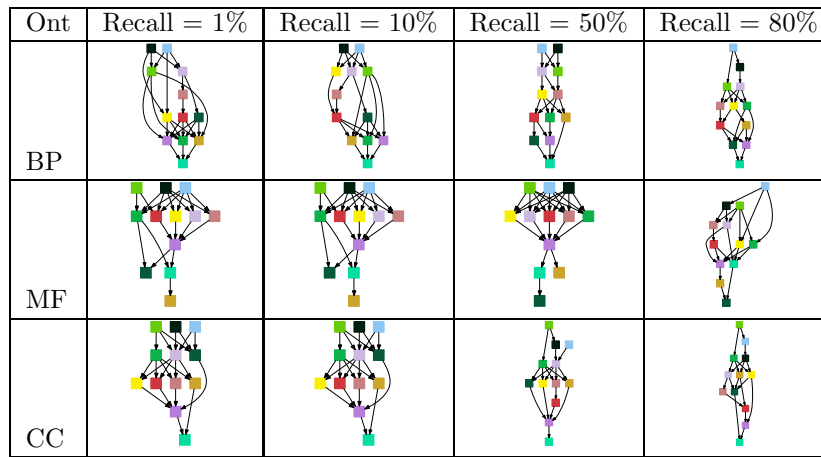 Ont Recall = 1% Recall = 10% Recall = 50% Recall = 80%
BP
MF
CC